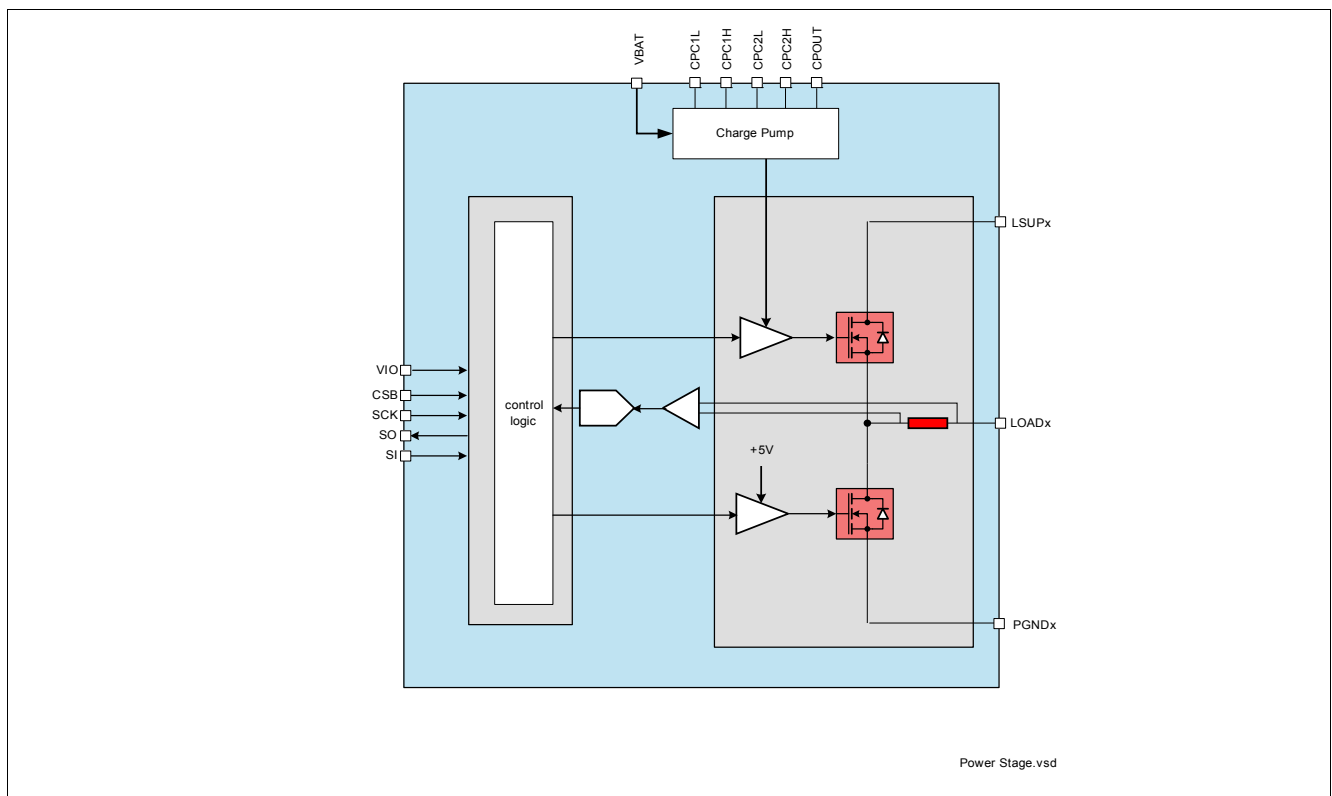 VBAT
CPC1L
CPC1H
CPC2L
CPC2H
CPOUT
Charge Pump
LSUPx
VIO
CSB
SCK
SO
SI
control
logic
LOADx
+5V
PGNDx
Power Stage.vsd